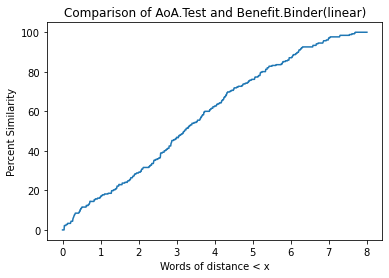 Comparison of AoA.Test and Benefit.Binder(linear)
100
80
60
40
20
0
Percent Similarity
0 1 2 3 4 5 6 7 8
Words of distance < x